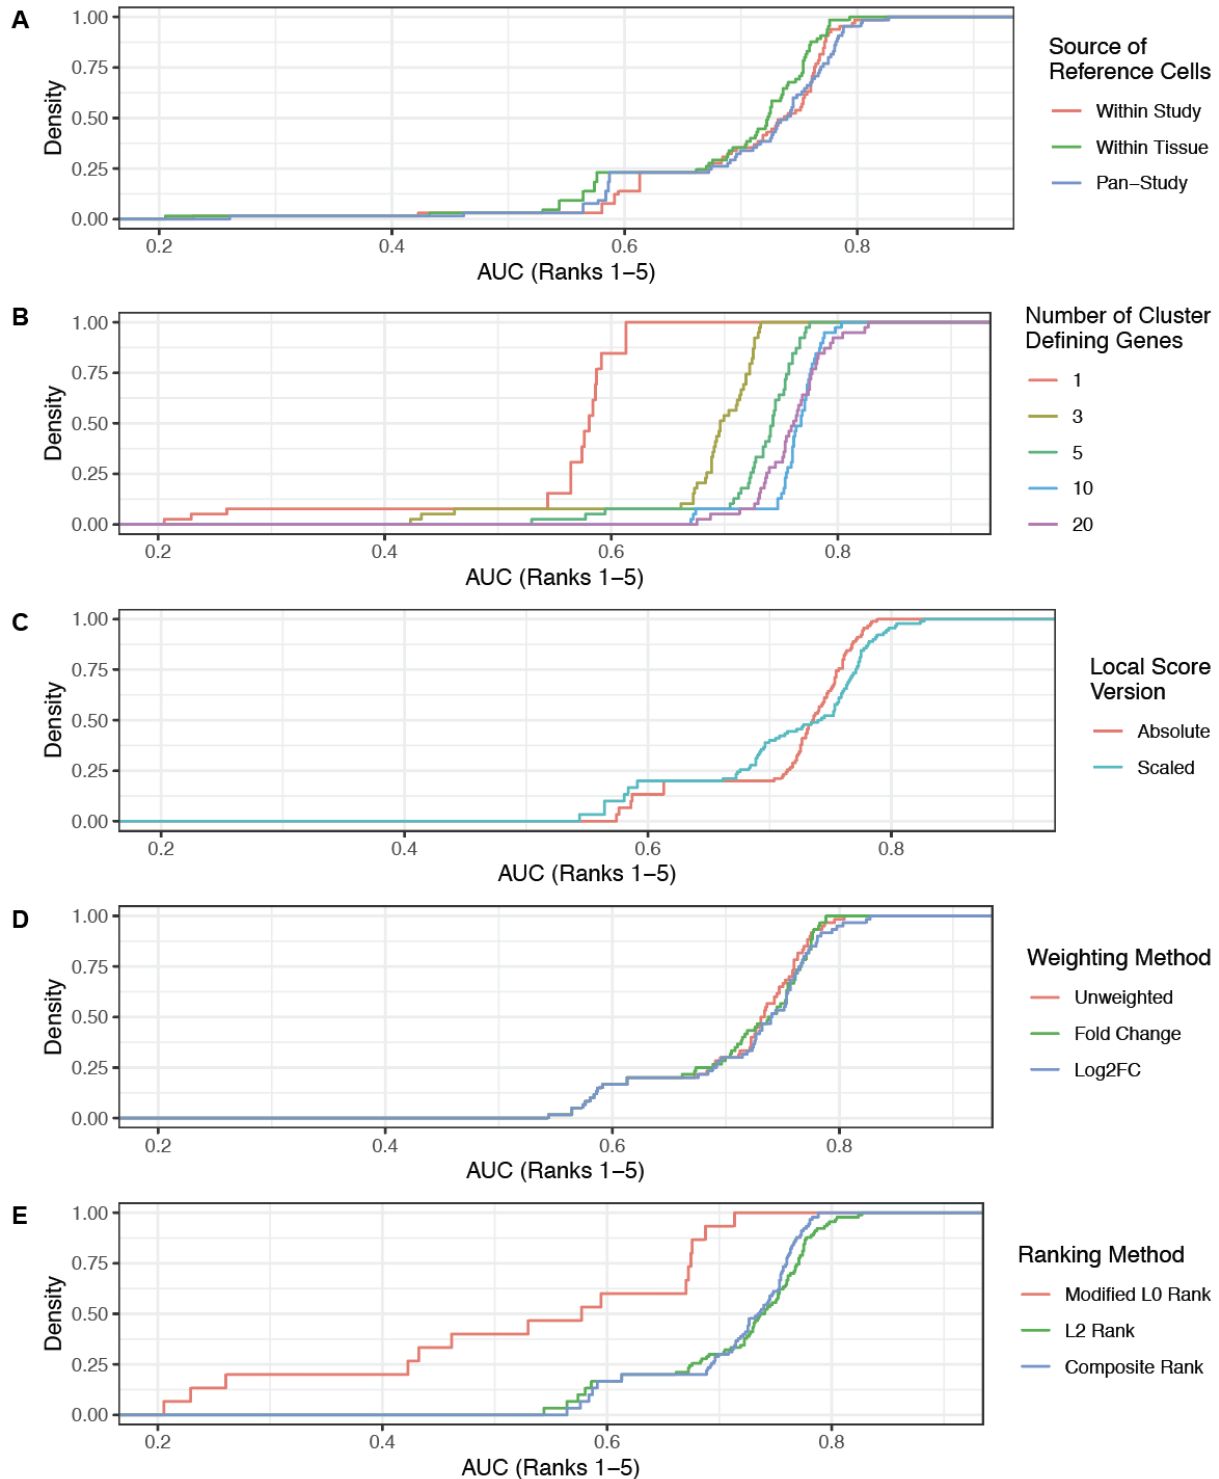 A
1.00
0.75
0.50
0.25
0.00
Density
0.2 0.4 0.6 0.8
AUC (Ranks 1–5)
Source of
Reference Cells
Within Study
Within Tissue
Pan–Study
B
1.00
0.75
0.50
0.25
0.00
Density
0.2 0.4 0.6 0.8
AUC (Ranks 1–5)
Number of Cluster
Defining Genes
1
3
5
10
20
C
1.00
0.75
0.50
0.25
0.00
Density
0.2 0.4 0.6 0.8
AUC (Ranks 1–5)
Local Score
Version
Absolute
Scaled
D
1.00
0.75
0.50
0.25
0.00
Density
0.2 0.4 0.6 0.8
AUC (Ranks 1–5)
Weighting Method
Unweighted
Fold Change
Log2FC
E
1.00
0.75
0.50
0.25
0.00
Density
0.2 0.4 0.6 0.8
AUC (Ranks 1–5)
Ranking Method
Modified L0 Rank
L2 Rank
Composite Rank